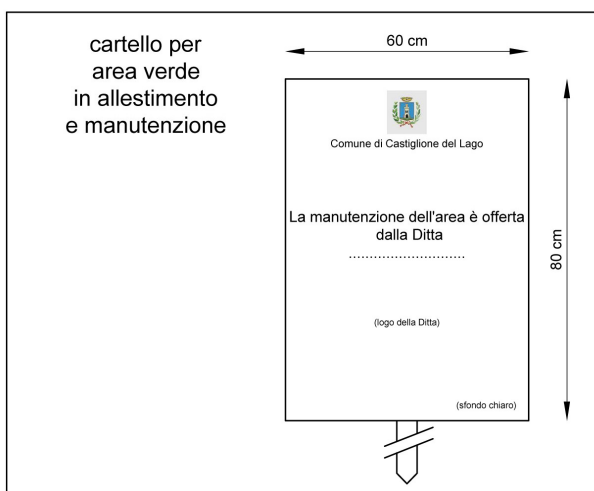 cartello per
area verde
in allestimento
e manutenzione
60 cm
Comune di Castiglione del Lago
La manutenzione dell'area è offerta
dalla Ditta
............................
(logo della Ditta)
(sfondo chiaro)
80 cm